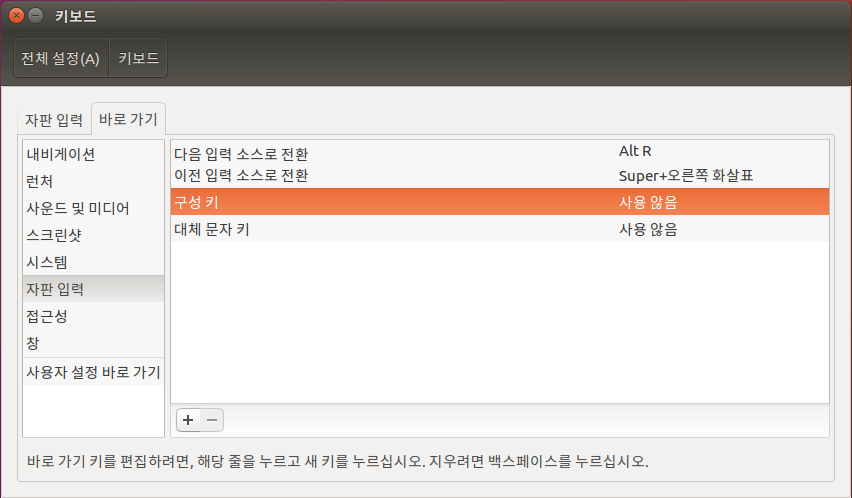 키보드
전체 설정(A) 키보드
자판 입력 바로 가기
내비게이션
런처
사운드 및 미디어
스크린샷
시스템
자판 입력
접근성
창
사용자 설정 바로 가기
다음 입력 소스로 전환 Alt R
이전 입력 소스로 전환 Super+오른쪽 화살표
구성 키 사용 않음
대체 문자 키 사용 않음
바로 가기 키를 편집하려면, 해당 줄을 누르고 새 키를 누르십시오. 지우려면 백스페이스를 누르십시오.